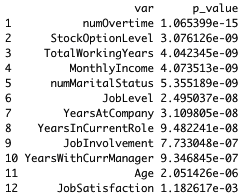 var p_value
1 numOvertime 1.065399e-15
2 StockOptionLevel 3.076126e-09
3 TotalWorkingYears 4.042345e-09
4 MonthlyIncome 4.073513e-09
5 numMaritalStatus 5.355189e-09
6 JobLevel 2.495037e-08
7 YearsAtCompany 3.109805e-08
8 YearsInCurrentRole 9.482241e-08
9 JobInvolvement 7.733048e-07
10 YearsWithCurrManager 9.346845e-07
11 Age 2.051426e-06
12 JobSatisfaction 1.182617e-03